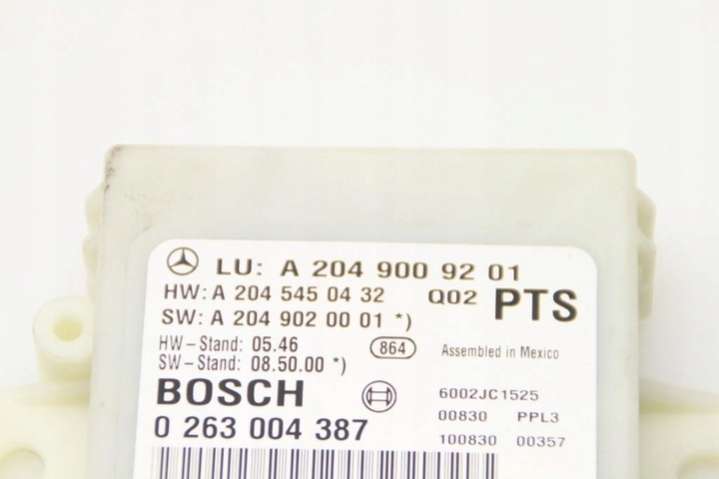 LU: A 204 900 92 01
HW: A 204 545 04 32 Q02 PTS
SW: A 204 902 00 01 *)
HW-Stand: 05.46 864 Assembled in Mexico
SW-Stand: 08.50.00 *)
BOSCH 6002JC1525
0 263 004 387 00830 PPL3
100830 00357